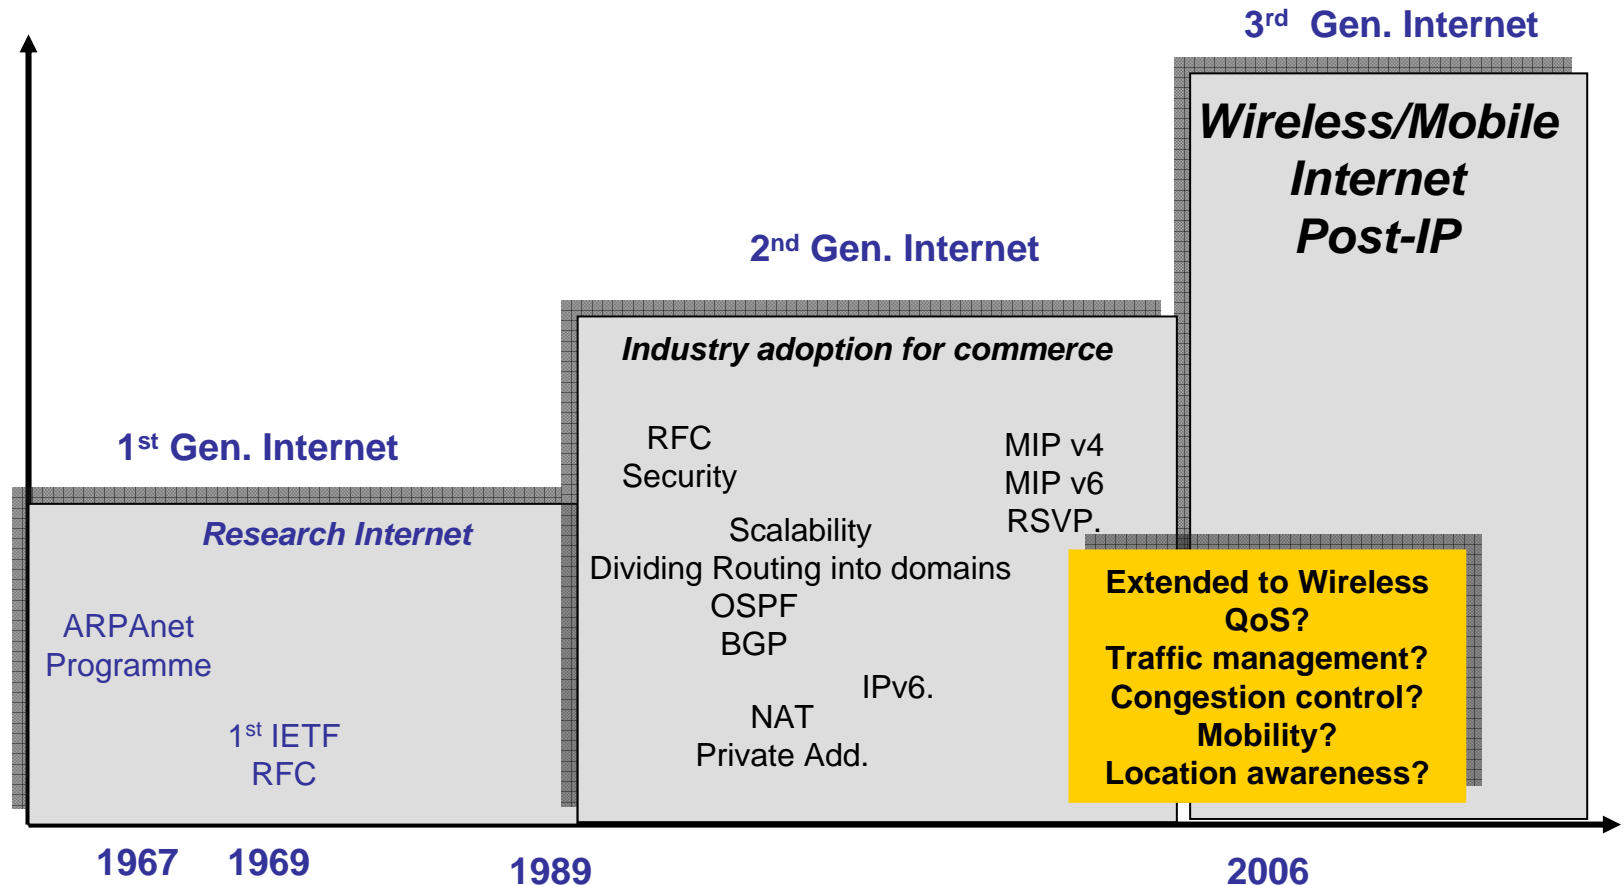 3rd Gen. Internet
Wireless/Mobile
Internet
Post-IP
2nd Gen. Internet
Industry adoption for commerce
RFC
Security
MIP v4
MIP v6
RSVP.
Scalability
Dividing Routing into domains
OSPF
BGP
IPv6.
NAT
Private Add.
1st Gen. Internet
Research Internet
ARPAnet
Programme
1st IETF
RFC
Extended to Wireless
QoS?
Traffic management?
Congestion control?
Mobility?
Location awareness?
1967
1969
1989
2006